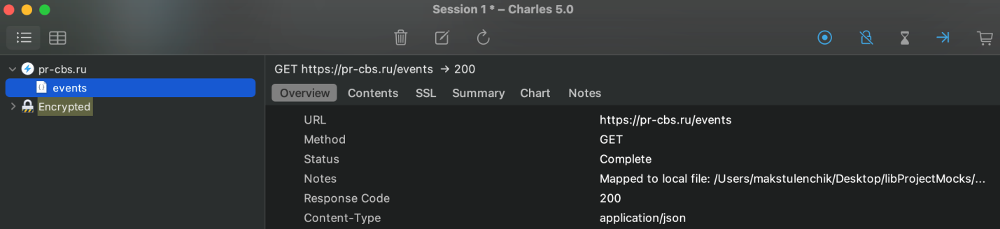 Session 1 * – Charles 5.0
pr-cbs.ru
events
Encrypted
GET https://pr-cbs.ru/events → 200
Overview Contents SSL Summary Chart Notes
URL https://pr-cbs.ru/events
Method GET
Status Complete
Notes Mapped to local file: /Users/makstulenchik/Desktop/libProjectMocks/...
Response Code 200
Content-Type application/json